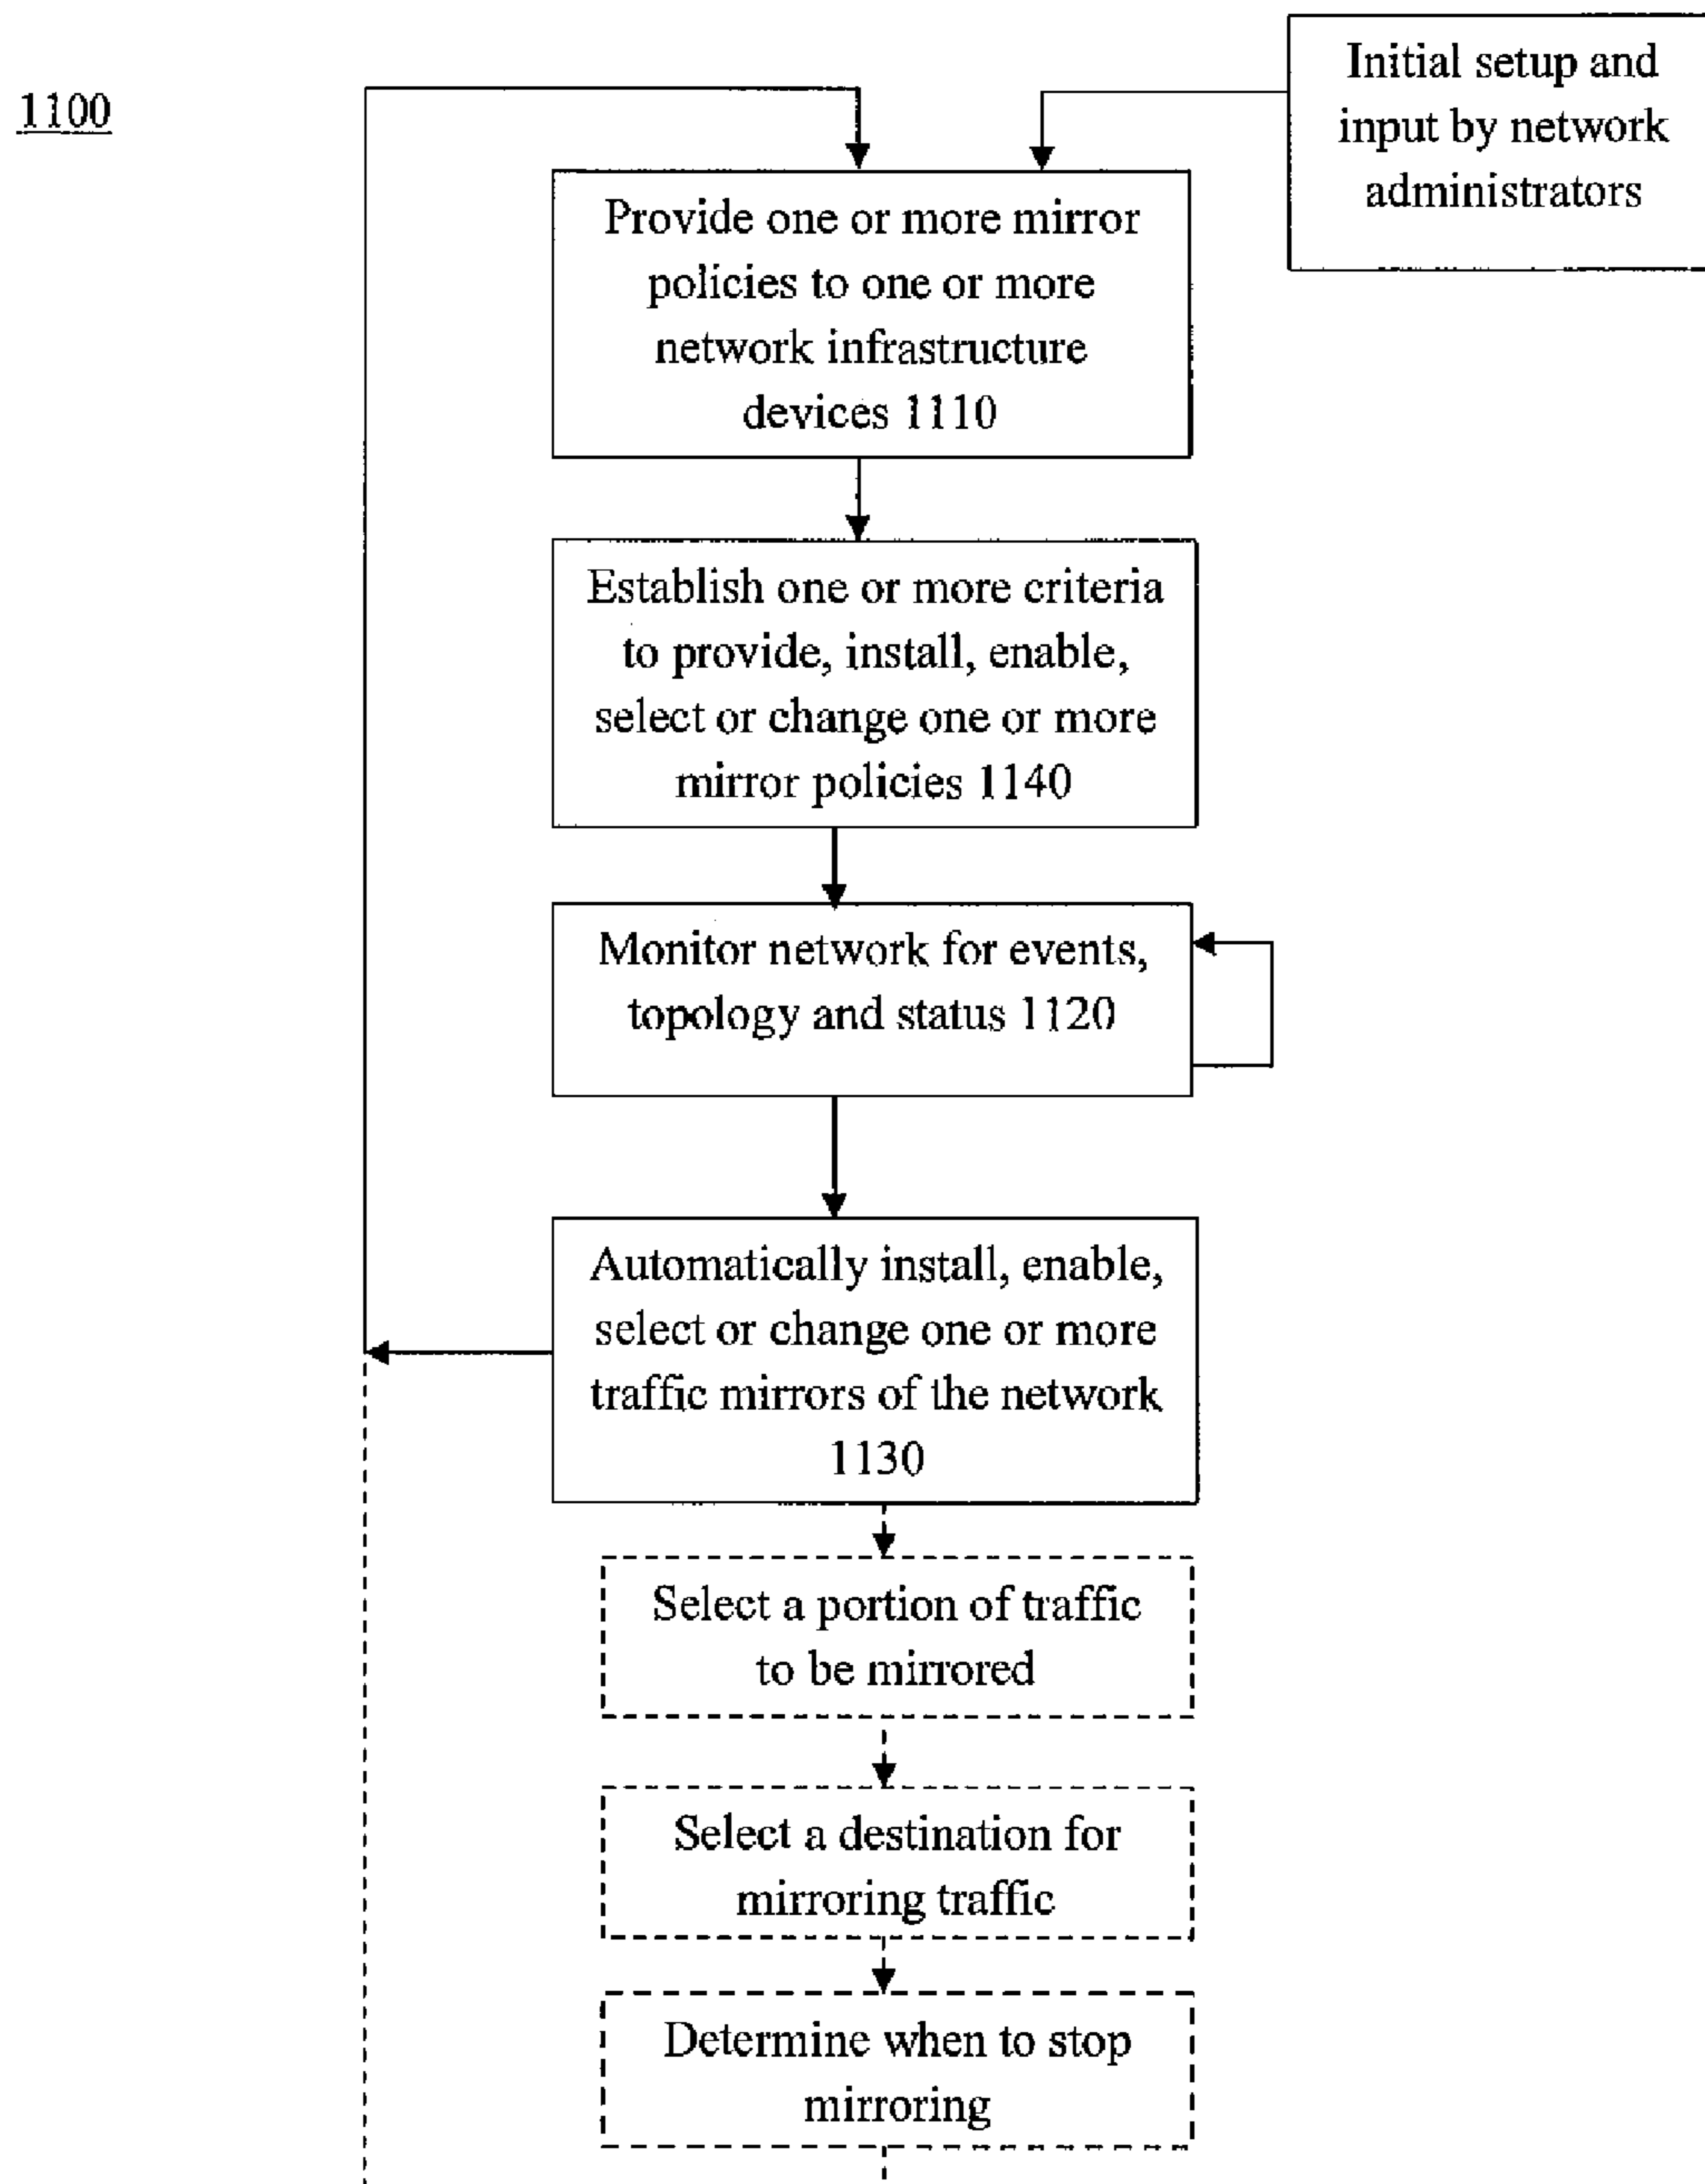 1100
Initial setup and
input by network
administrators
Provide one or more mirror
policies to one or more
network infrastructure
devices 1110
Establish one or more criteria
to provide, install, enable,
select or change one or more
mirror policies 1140
Monitor network for events,
topology and status 1120
Automatically install, enable,
select or change one or more
traffic mirrors of the network
1130
Select a portion of traffic
to be mirrored
Select a destination for
mirroring traffic
Determine when to stop
mirroring